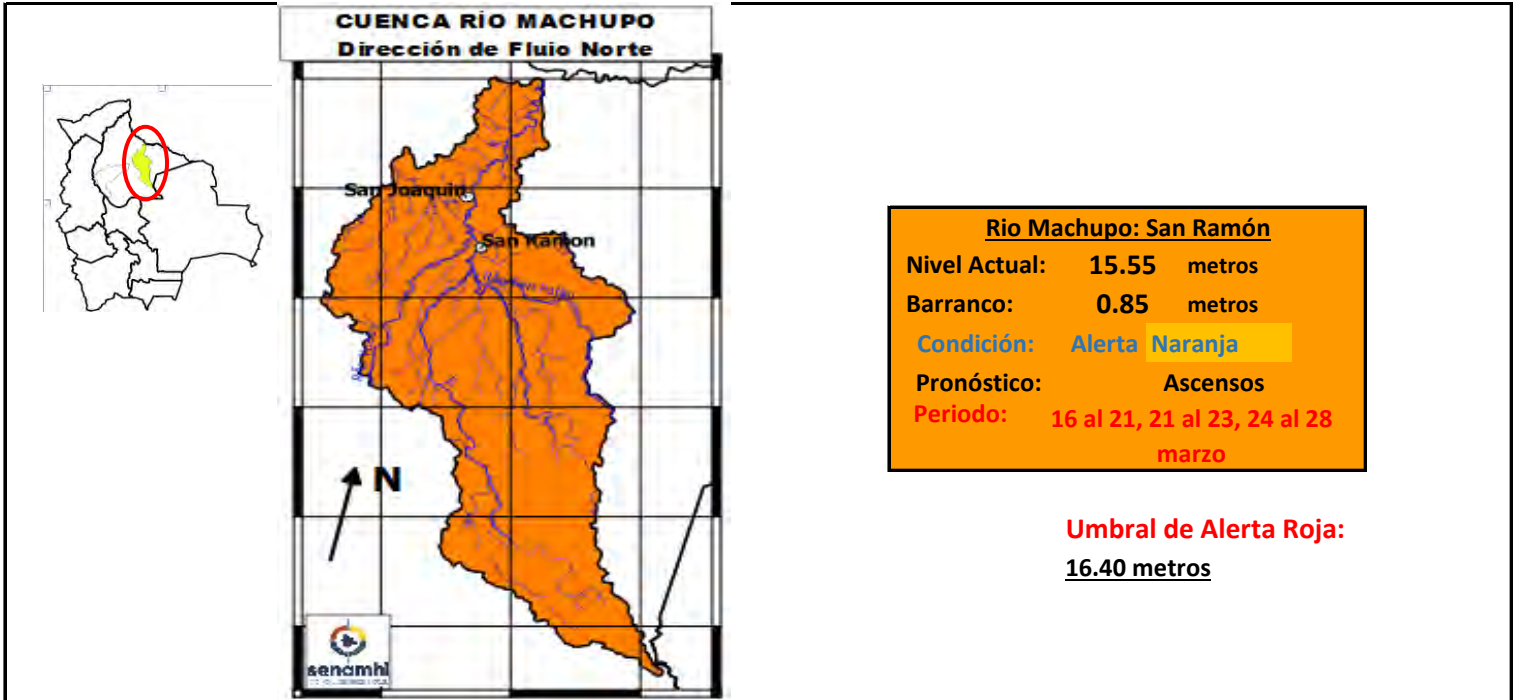 CUENCA RÍO MACHUPO
Dirección de Flujo Norte
San Joaquin
San Ramon
N
senamhi
Rio Machupo: San Ramón
Nivel Actual: 15.55 metros
Barranco: 0.85 metros
Condición: Alerta Naranja
Pronóstico: Ascensos
Periodo: 16 al 21, 21 al 23, 24 al 28
marzo
Umbral de Alerta Roja:
16.40 metros